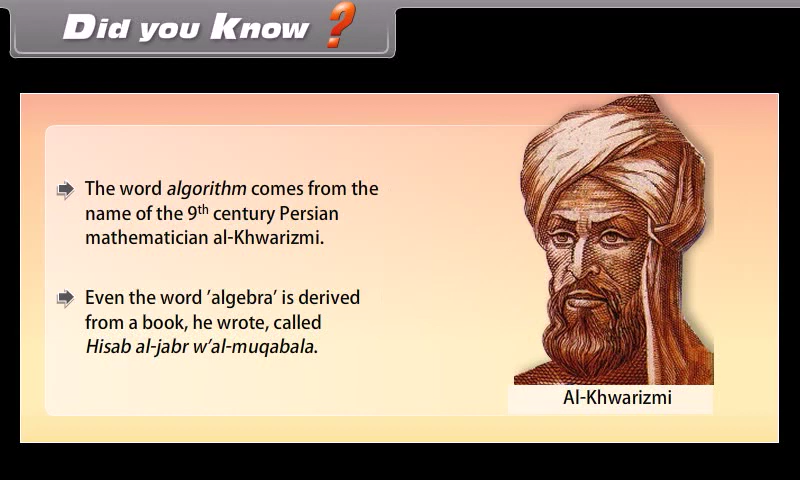 Did you Know ?
The word algorithm comes from the
name of the 9th century Persian
mathematician al-Khwarizmi.
Even the word ’algebra’ is derived
from a book, he wrote, called
Hisab al-jabr w’al-muqabala.
Al-Khwarizmi